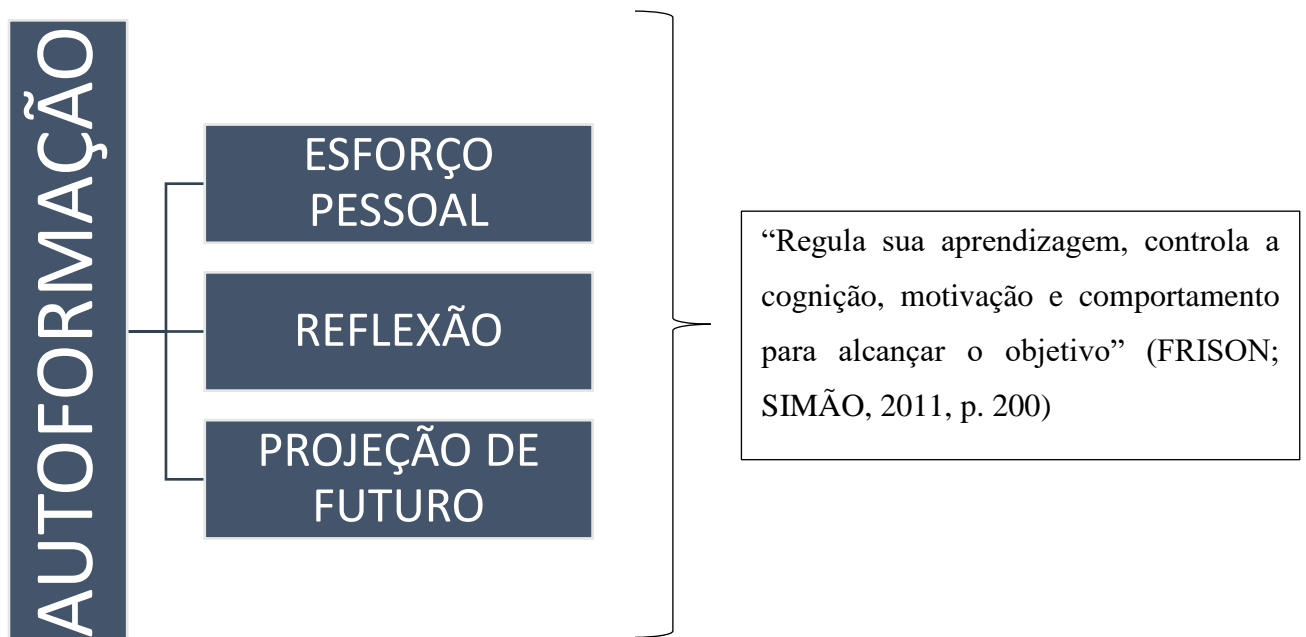 AUTOFORMAÇÃO
ESFORÇO
PESSOAL
REFLEXÃO
PROJEÇÃO DE
FUTURO
“Regula sua aprendizagem, controla a
cognição, motivação e comportamento
para alcançar o objetivo” (FRISON;
SIMÃO, 2011, p. 200)